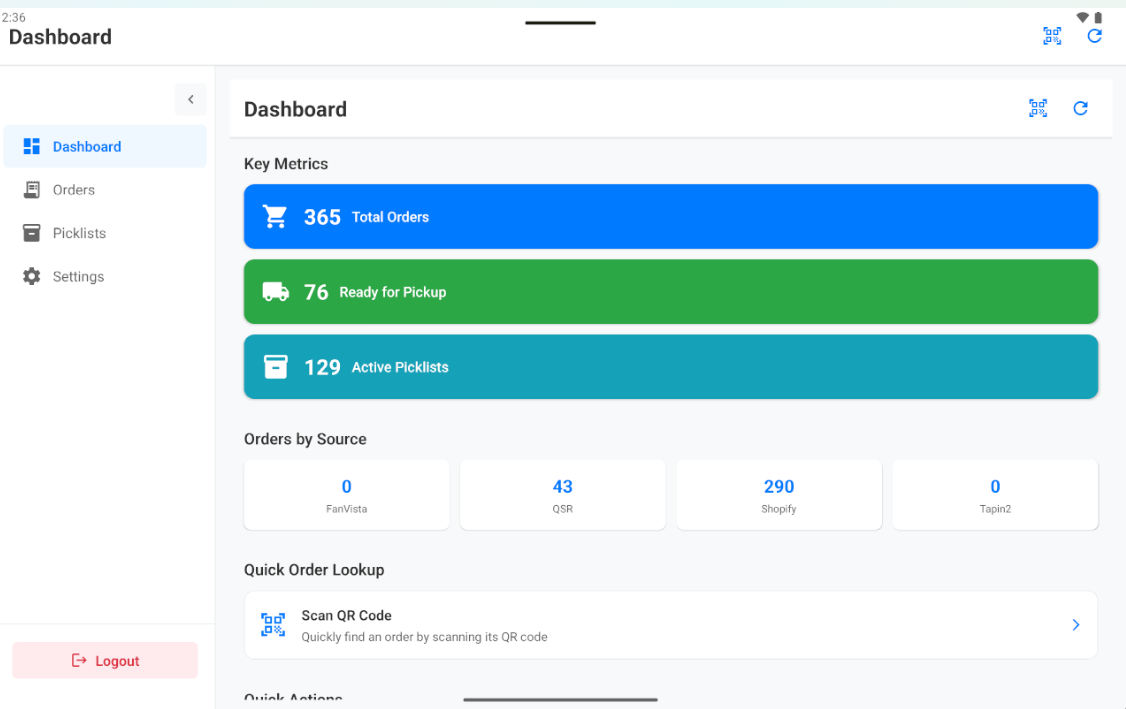 2:36
Dashboard
Dashboard
Orders
Picklists
Settings
Logout
Dashboard
Key Metrics
365 Total Orders
76 Ready for Pickup
129 Active Picklists
Orders by Source
0
FanVista
43
QSR
290
Shopify
0
Tapin2
Quick Order Lookup
Scan QR Code
Quickly find an order by scanning its QR code
Quick Actions